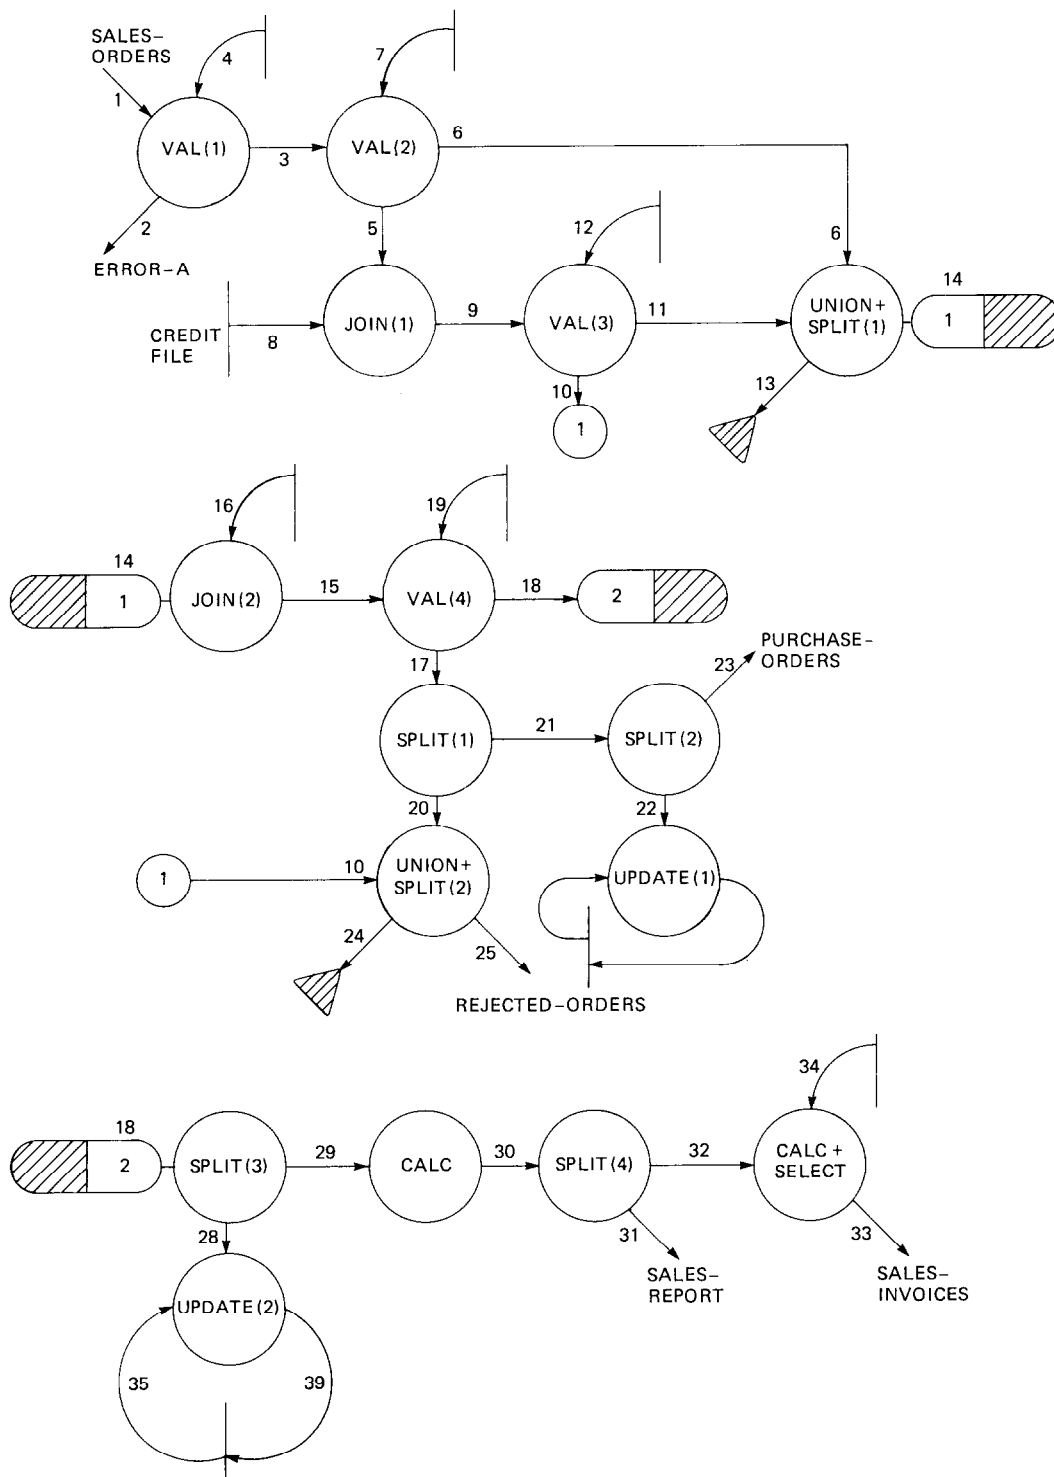 SALES-
ORDERS
4
7
1
VAL(1)
3
VAL(2)
6
2
5
12
6
ERROR-A
14
CREDIT
FILE
8
JOIN(1)
9
VAL(3)
11
UNION+
SPLIT(1)
1
10
13
1
16
19
14
1
JOIN(2)
15
VAL(4)
18
2
17
23
PURCHASE-
ORDERS
SPLIT(1)
21
SPLIT(2)
20
22
1
10
UNION+
SPLIT(2)
UPDATE(1)
24
25
REJECTED-ORDERS
34
18
2
SPLIT(3)
29
CALC
30
SPLIT(4)
32
CALC+
SELECT
28
31
33
SALES-
REPORT
SALES-
INVOICES
UPDATE(2)
35
39